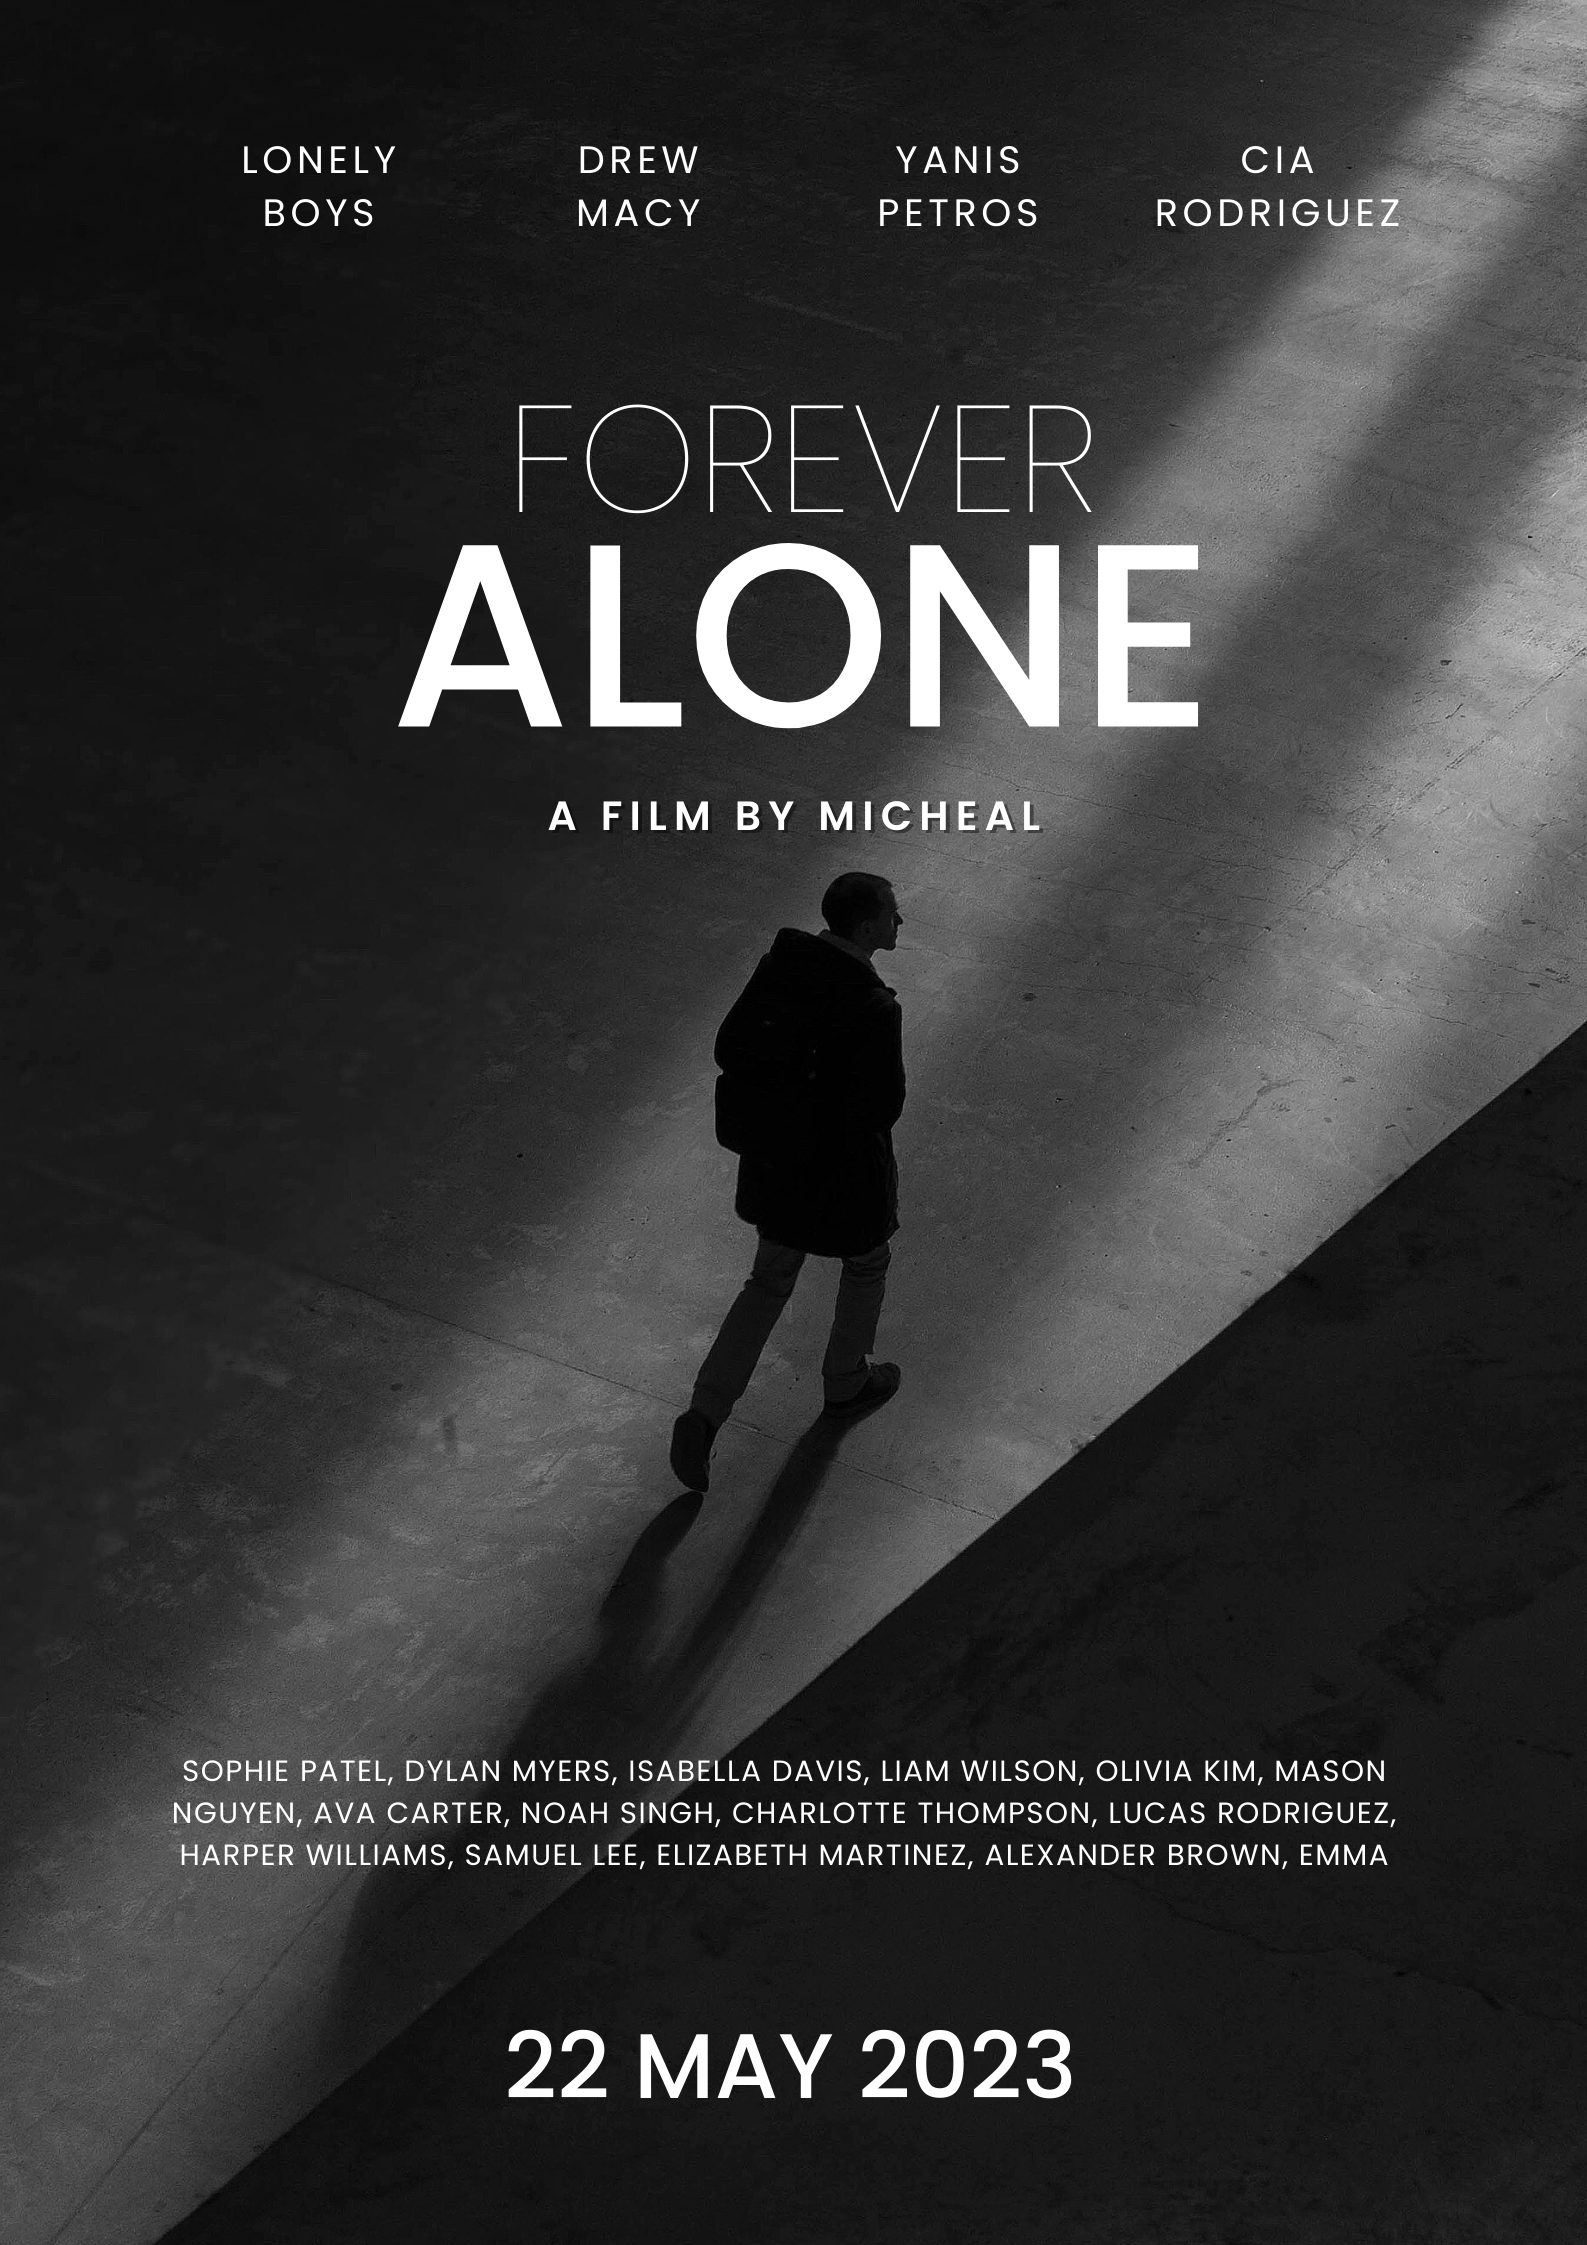 LONELY BOYS
DREW MACY
YANIS PETROS
CIA RODRIGUEZ
FOREVER
ALONE
A FILM BY MICHEAL
SOPHIE PATEL, DYLAN MYERS, ISABELLA DAVIS, LIAM WILSON, OLIVIA KIM, MASON
NGUYEN, AVA CARTER, NOAH SINGH, CHARLOTTE THOMPSON, LUCAS RODRIGUEZ,
HARPER WILLIAMS, SAMUEL LEE, ELIZABETH MARTINEZ, ALEXANDER BROWN, EMMA
22 MAY 2023